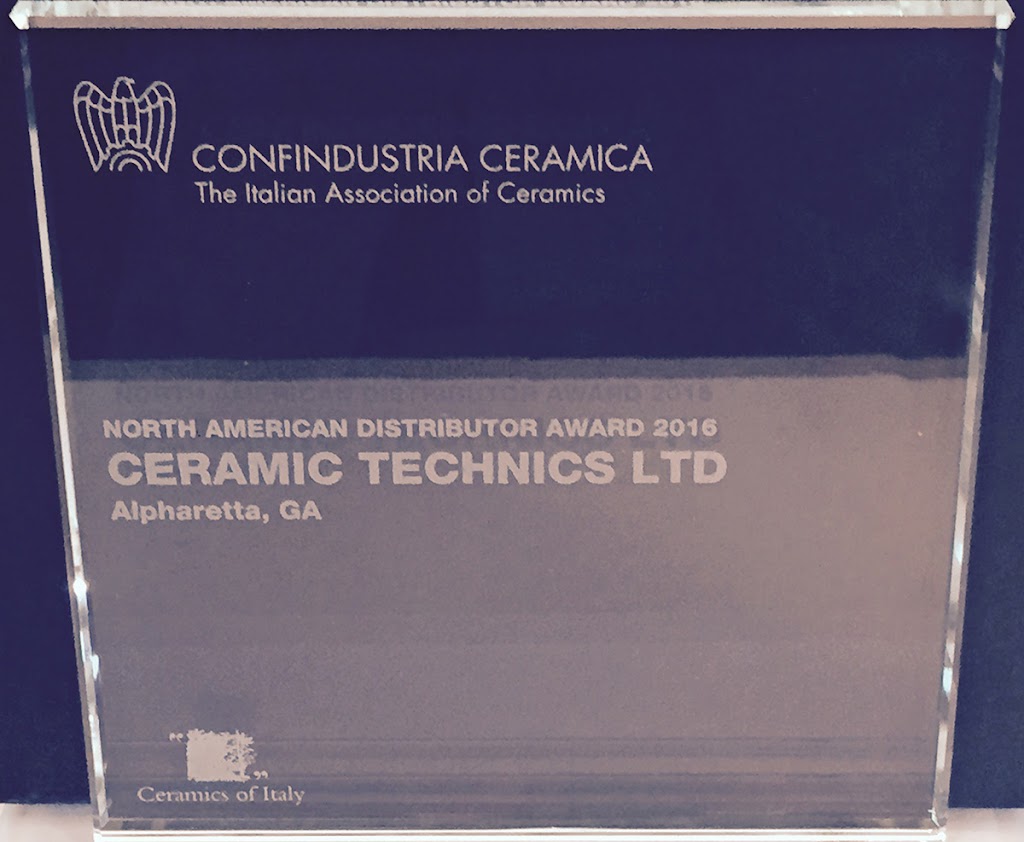 CONFINDUSTRIA CERAMICA
The Italian Association of Ceramics
NORTH AMERICAN DISTRIBUTOR AWARD 2016
CERAMIC TECHNICS LTD
Alpharetta, GA
Ceramics of Italy